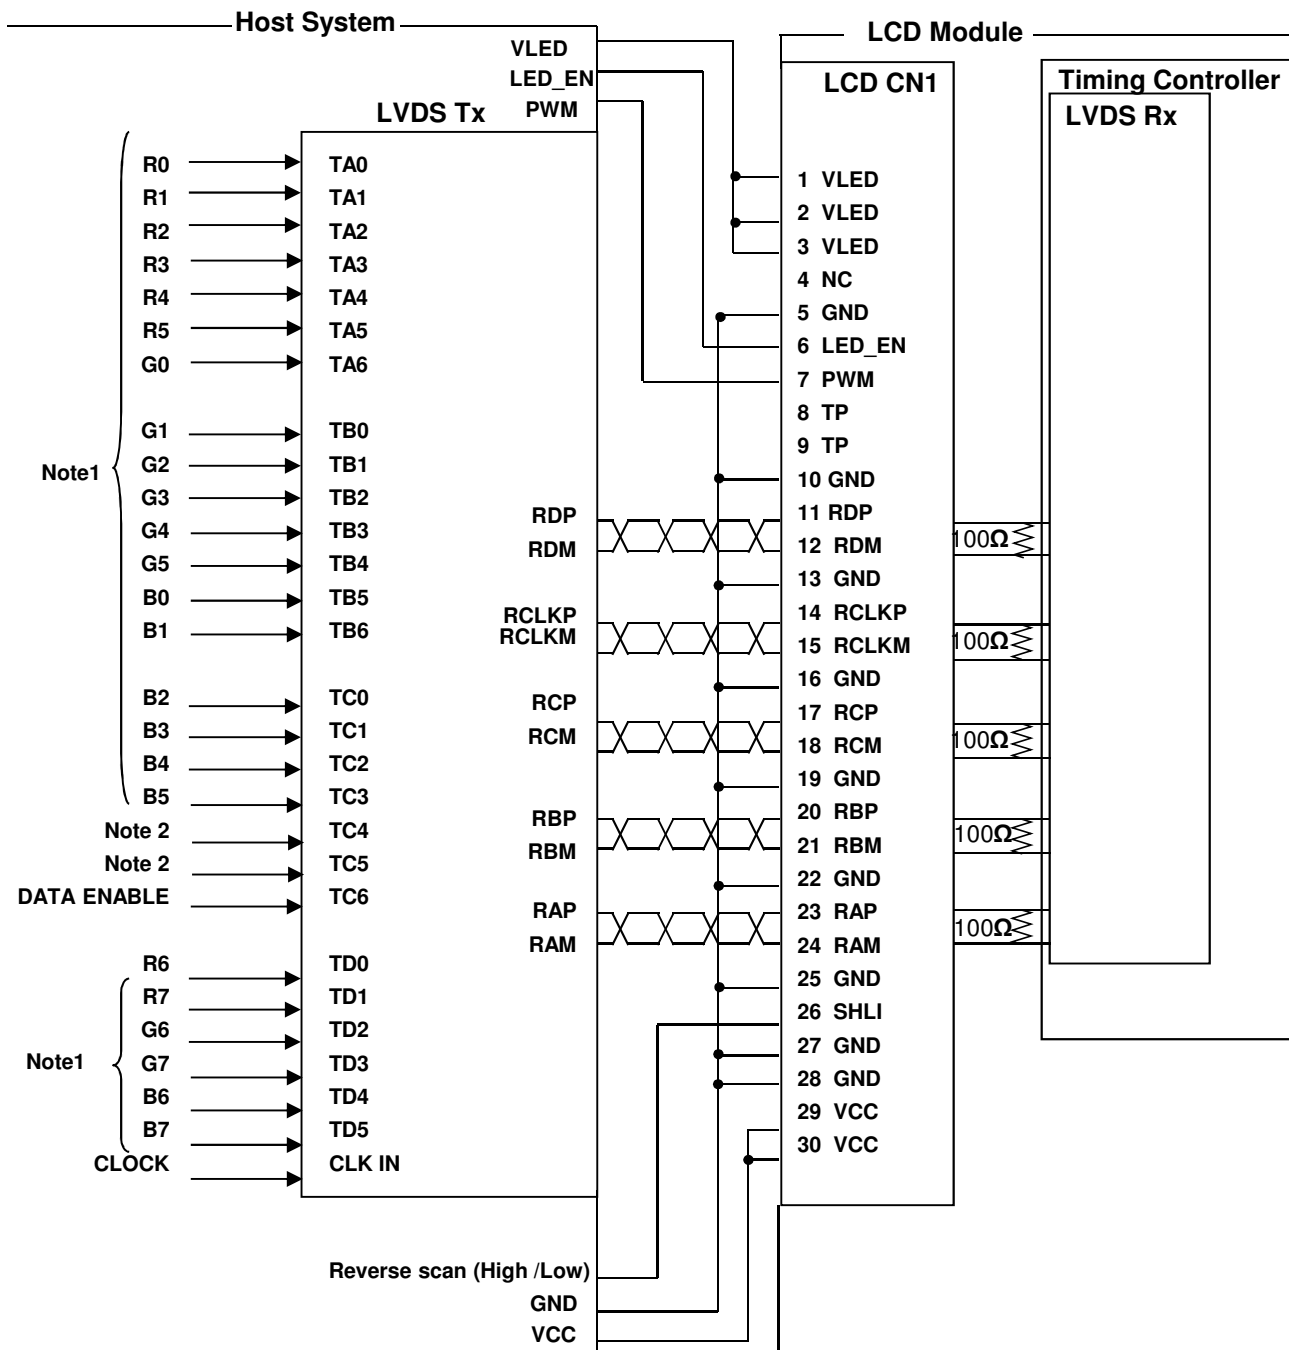 Host System
LCD Module
VLED
LED_EN
PWM
LVDS Tx
LCD CN1
Timing Controller
LVDS Rx
R0 TA0
R1 TA1
R2 TA2
R3 TA3
R4 TA4
R5 TA5
G0 TA6
G1 TB0
G2 TB1
G3 TB2
G4 TB3
G5 TB4
B0 TB5
B1 TB6
Note1
B2 TC0
B3 TC1
B4 TC2
B5 TC3
Note 2 TC4
Note 2 TC5
DATA ENABLE TC6
R6 TD0
R7 TD1
G6 TD2
G7 TD3
B6 TD4
B7 TD5
Note1
CLOCK CLK IN
RDP
RDM
RCLKP
RCLKM
RCP
RCM
RBP
RBM
RAP
RAM
Reverse scan (High /Low)
GND
VCC
1 VLED
2 VLED
3 VLED
4 NC
5 GND
6 LED_EN
7 PWM
8 TP
9 TP
10 GND
11 RDP
12 RDM
13 GND
14 RCLKP
15 RCLKM
16 GND
17 RCP
18 RCM
19 GND
20 RBP
21 RBM
22 GND
23 RAP
24 RAM
25 GND
26 SHLI
27 GND
28 GND
29 VCC
30 VCC
100Ω
100Ω
100Ω
100Ω
100Ω